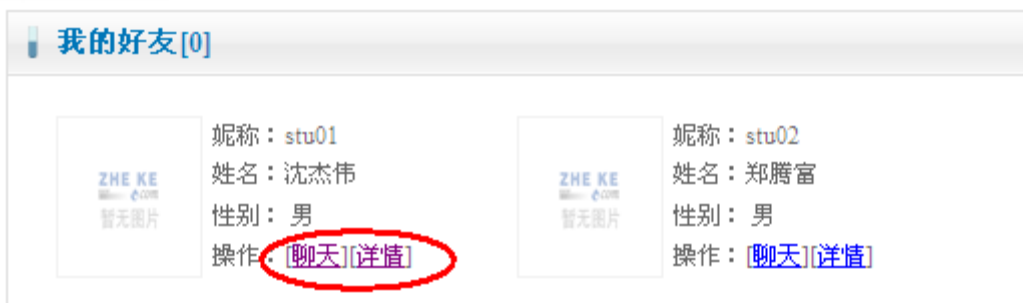 我的好友[0]
ZHE KE
暂无图片
昵称：stu01
姓名：沈杰伟
性别： 男
操作：[聊天][详情]
ZHE KE
暂无图片
昵称：stu02
姓名：郑腾富
性别： 男
操作：[聊天][详情]